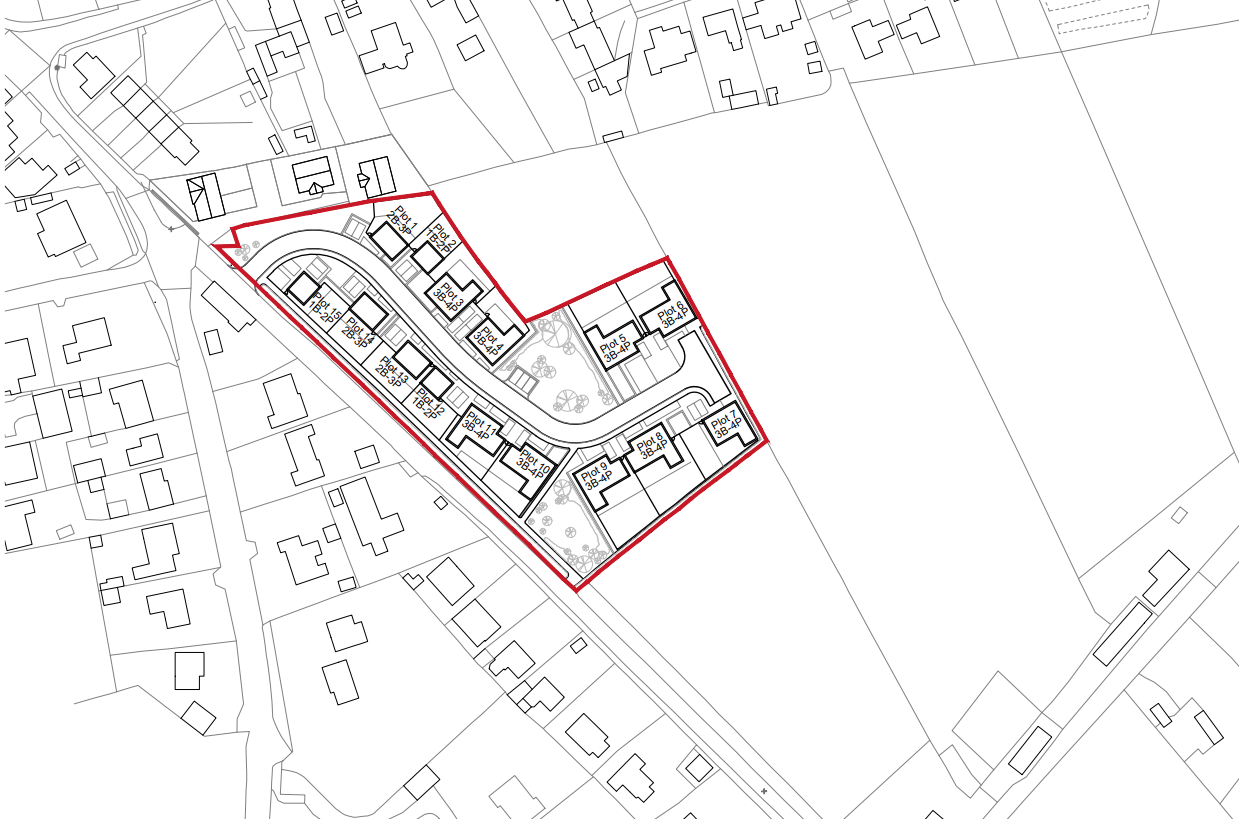 Plot 1
2B-3P
Plot 2
1B-2P
Plot 3
3B-4P
Plot 4
3B-4P
Plot 5
3B-4P
Plot 6
3B-4P
Plot 7
3B-4P
Plot 8
3B-4P
Plot 9
3B-4P
Plot 10
3B-4P
Plot 11
3B-4P
Plot 12
1B-2P
Plot 13
2B-3P
Plot 14
2B-3P
Plot 15
1B-2P